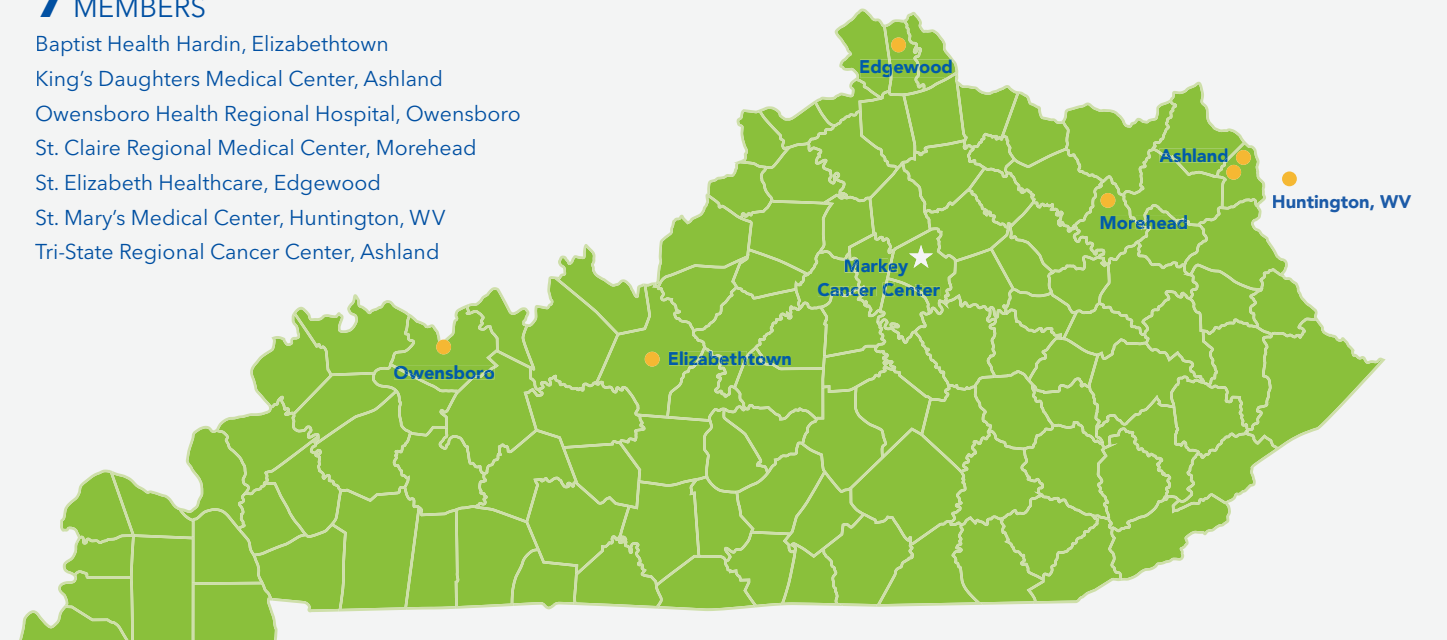 7 MEMBERS
Baptist Health Hardin, Elizabethtown
King's Daughters Medical Center, Ashland
Owensboro Health Regional Hospital, Owensboro
St. Claire Regional Medical Center, Morehead
St. Elizabeth Healthcare, Edgewood
St. Mary's Medical Center, Huntington, WV
Tri-State Regional Cancer Center, Ashland
Edgewood
Ashland
Huntington, WV
Morehead
Markey
Cancer Center
Elizabethtown
Owensboro